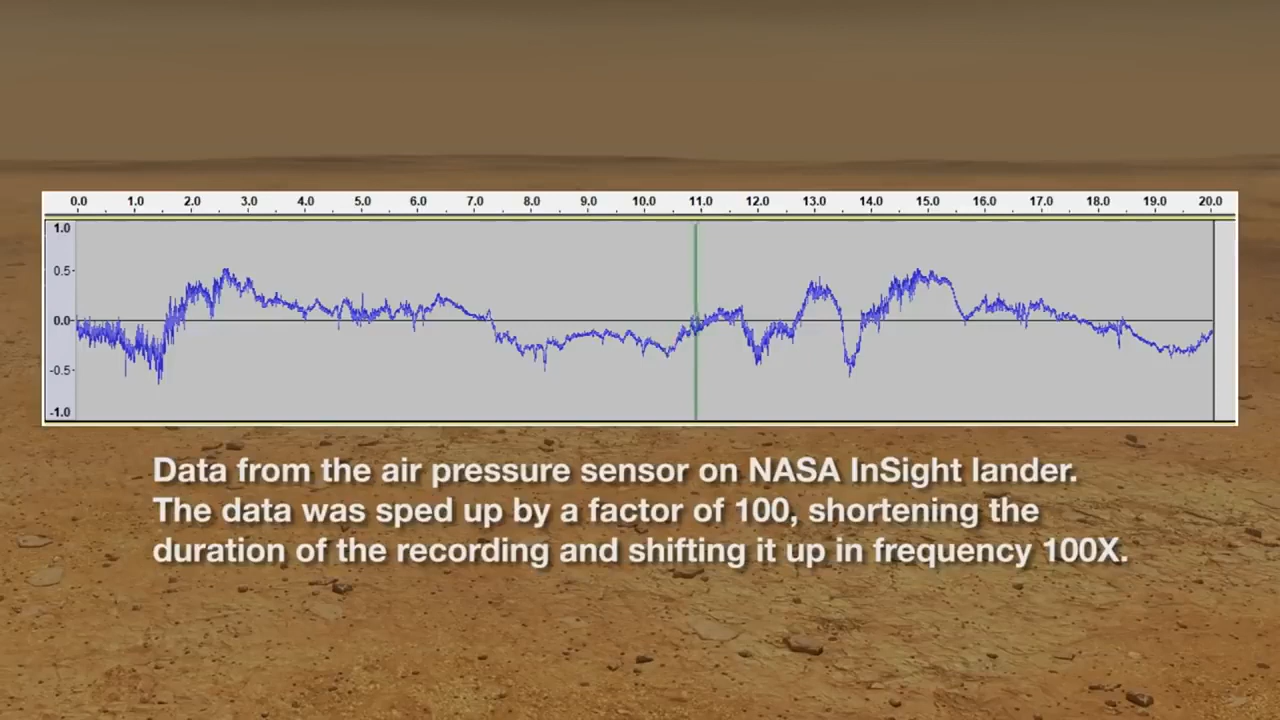 0.0 1.0 2.0 3.0 4.0 5.0 6.0 7.0 8.0 9.0 10.0 11.0 12.0 13.0 14.0 15.0 16.0 17.0 18.0 19.0 20.0
1.0
0.5-
0.0
-0.5-
-1.0
Data from the air pressure sensor on NASA InSight lander.
The data was sped up by a factor of 100, shortening the
duration of the recording and shifting it up in frequency 100X.